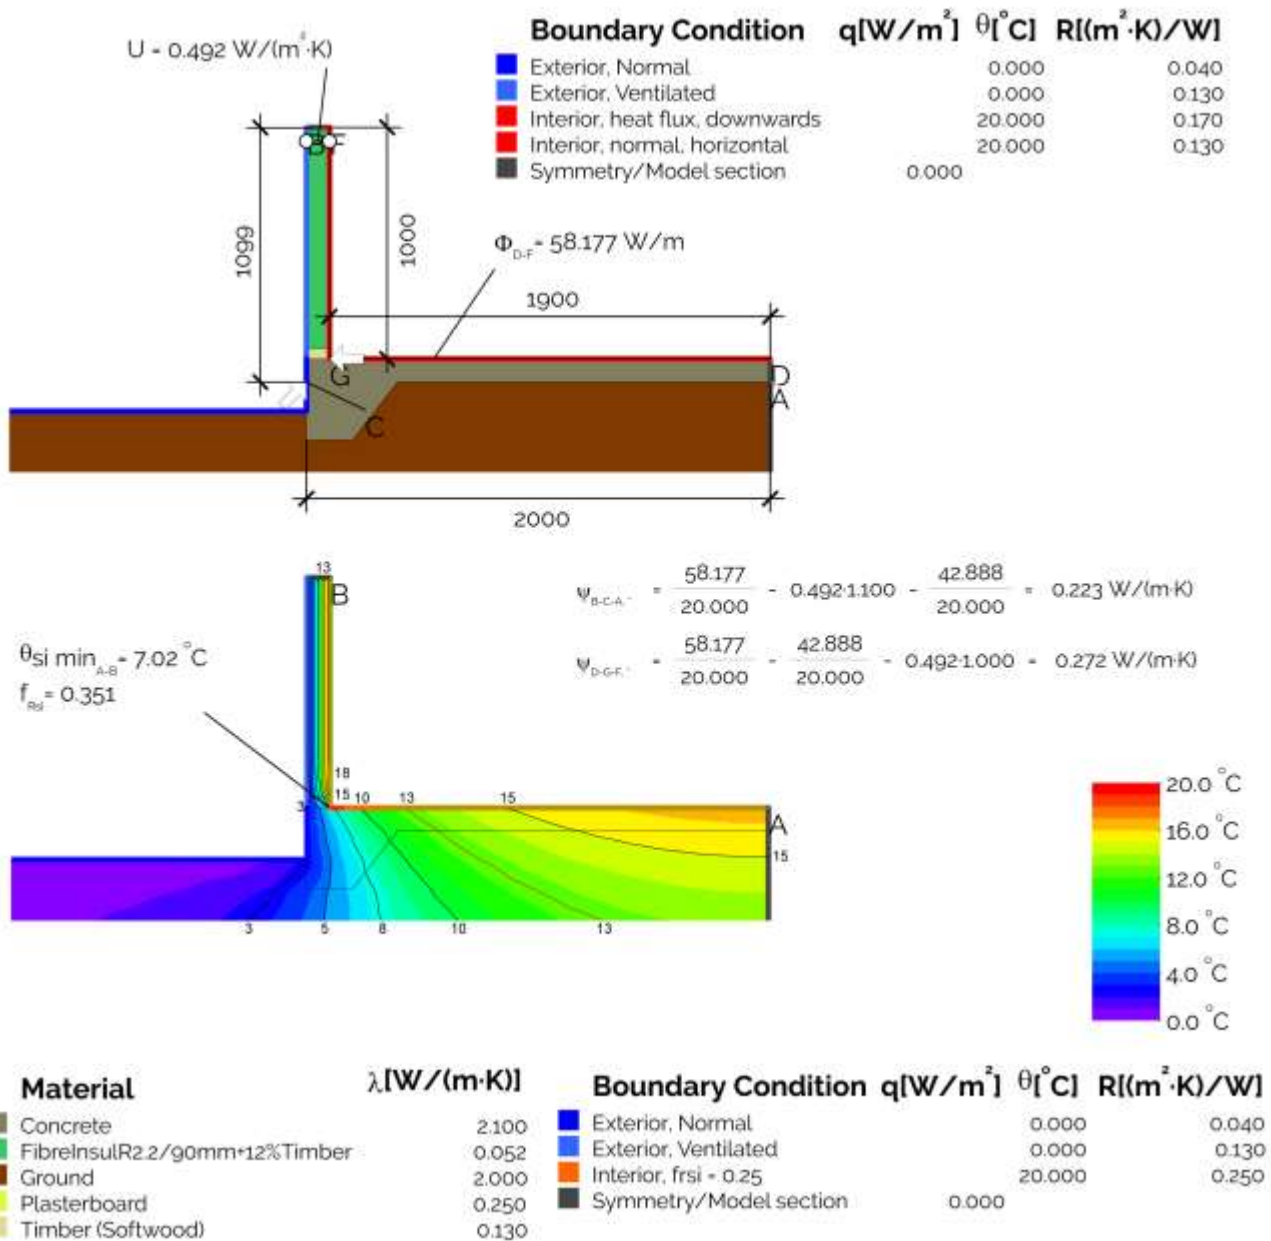 Boundary Condition q[W/m²] θ[°C] R[(m²·K)/W]
Exterior, Normal 0.000 0.040
Exterior, Ventilated 0.000 0.130
Interior, heat flux, downwards 20.000 0.170
Interior, normal, horizontal 20.000 0.130
Symmetry/Model section 0.000
U = 0.492 W/(m²·K)
B F
1099
1000
Φ D-F = 58.177 W/m
1900
G
D
A
C
2000
13
B
θsi min A-B = 7.02 °C
fRsi = 0.351
ψ B-C-A = 58.177/20.000 - 0.492·1.100 - 42.888/20.000 = 0.223 W/(m·K)
ψ D-G-F = 58.177/20.000 - 42.888/20.000 - 0.492·1.000 = 0.272 W/(m·K)
18
3 15 10 13 15
A
15
3 5 8 10 13
20.0 °C
16.0 °C
12.0 °C
8.0 °C
4.0 °C
0.0 °C
Material λ[W/(m·K)]
Concrete 2.100
FibreInsulR2.2/90mm+12%Timber 0.052
Ground 2.000
Plasterboard 0.250
Timber (Softwood) 0.130
Boundary Condition q[W/m²] θ[°C] R[(m²·K)/W]
Exterior, Normal 0.000 0.040
Exterior, Ventilated 0.000 0.130
Interior, frsi = 0.25 20.000 0.250
Symmetry/Model section 0.000